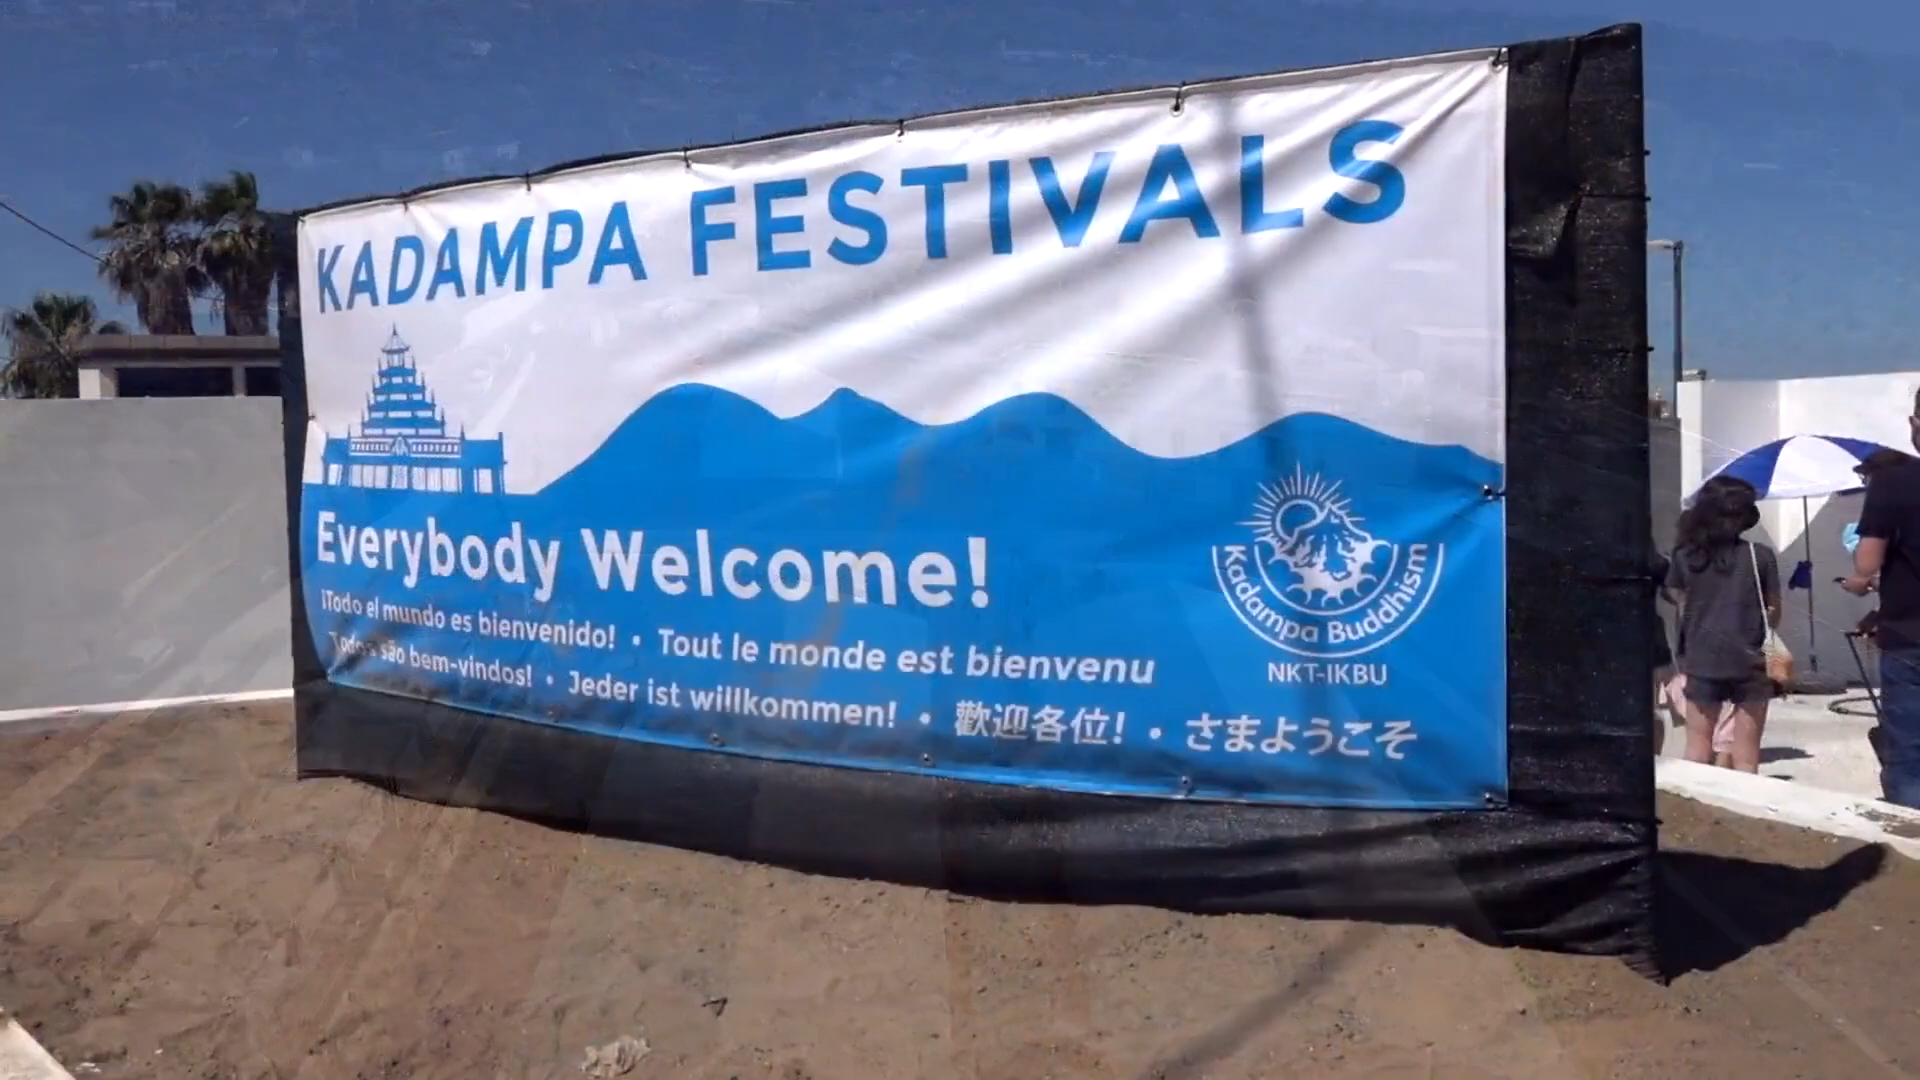 KADAMPA FESTIVALS
Everybody Welcome!
¡Todo el mundo es bienvenido! • Tout le monde est bienvenu
Todos são bem-vindos! • Jeder ist willkommen! • 歡迎各位! • さまようこそ
Kadampa Buddhism
NKT-IKBU